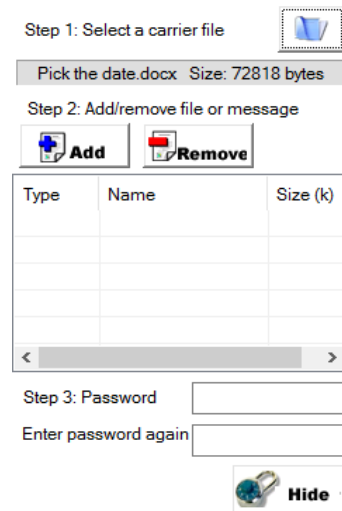 Step 1: Select a carrier file
Pick the date.docx Size: 72818 bytes
Step 2: Add/remove file or message
Add Remove
Type Name Size (k)
Step 3: Password
Enter password again
Hide